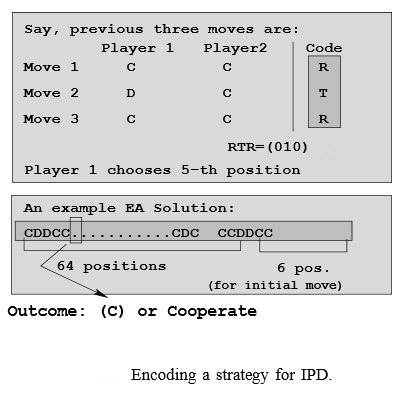 Say, previous three moves are:
Player 1 Player2 Code
Move 1 C C R
Move 2 D C T
Move 3 C C R
RTR=(010)
Player 1 chooses 5-th position
An example EA Solution:
CDDCC...........CDC CCDDCC
64 positions 6 pos.
(for initial move)
Outcome: (C) or Cooperate
Encoding a strategy for IPD.